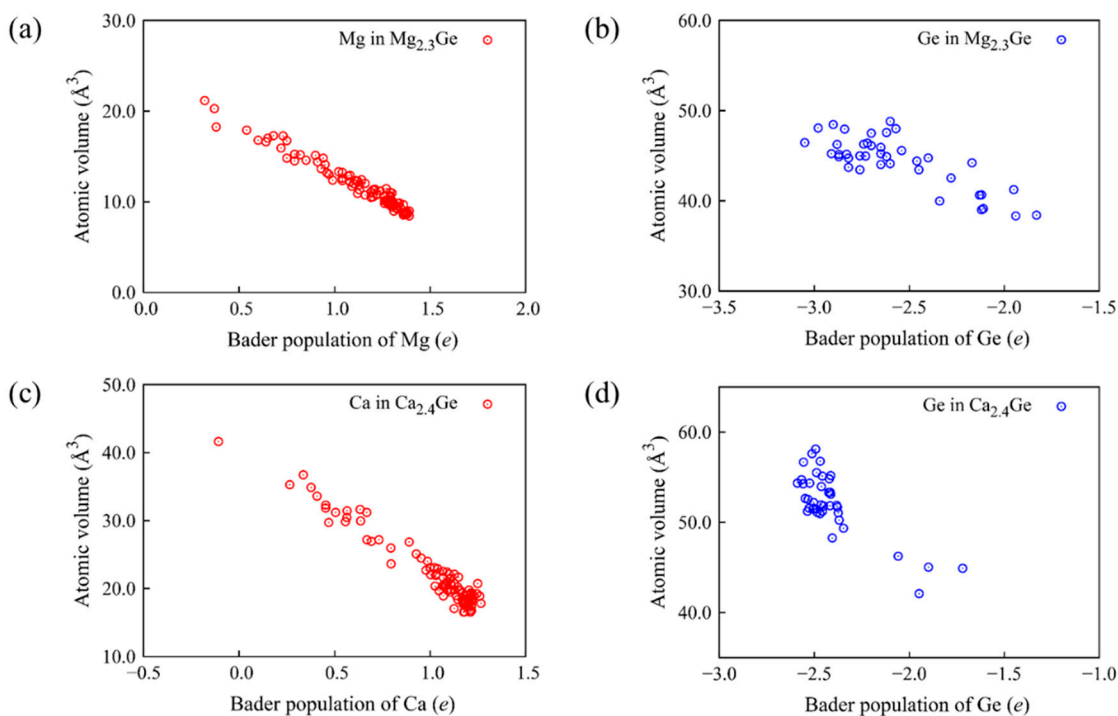 (a)
30.0
20.0
10.0
0.0
Atomic volume (Å³)
Mg in Mg₂.₃Ge
0.0 0.5 1.0 1.5 2.0
Bader population of Mg (e)
(b)
60.0
50.0
40.0
30.0
Atomic volume (Å³)
Ge in Mg₂.₃Ge
−3.5 −3.0 −2.5 −2.0 −1.5
Bader population of Ge (e)
(c)
50.0
40.0
30.0
20.0
10.0
Atomic volume (Å³)
Ca in Ca₂.₄Ge
−0.5 0.0 0.5 1.0 1.5
Bader population of Ca (e)
(d)
60.0
50.0
40.0
Atomic volume (Å³)
Ge in Ca₂.₄Ge
−3.0 −2.5 −2.0 −1.5 −1.0
Bader population of Ge (e)